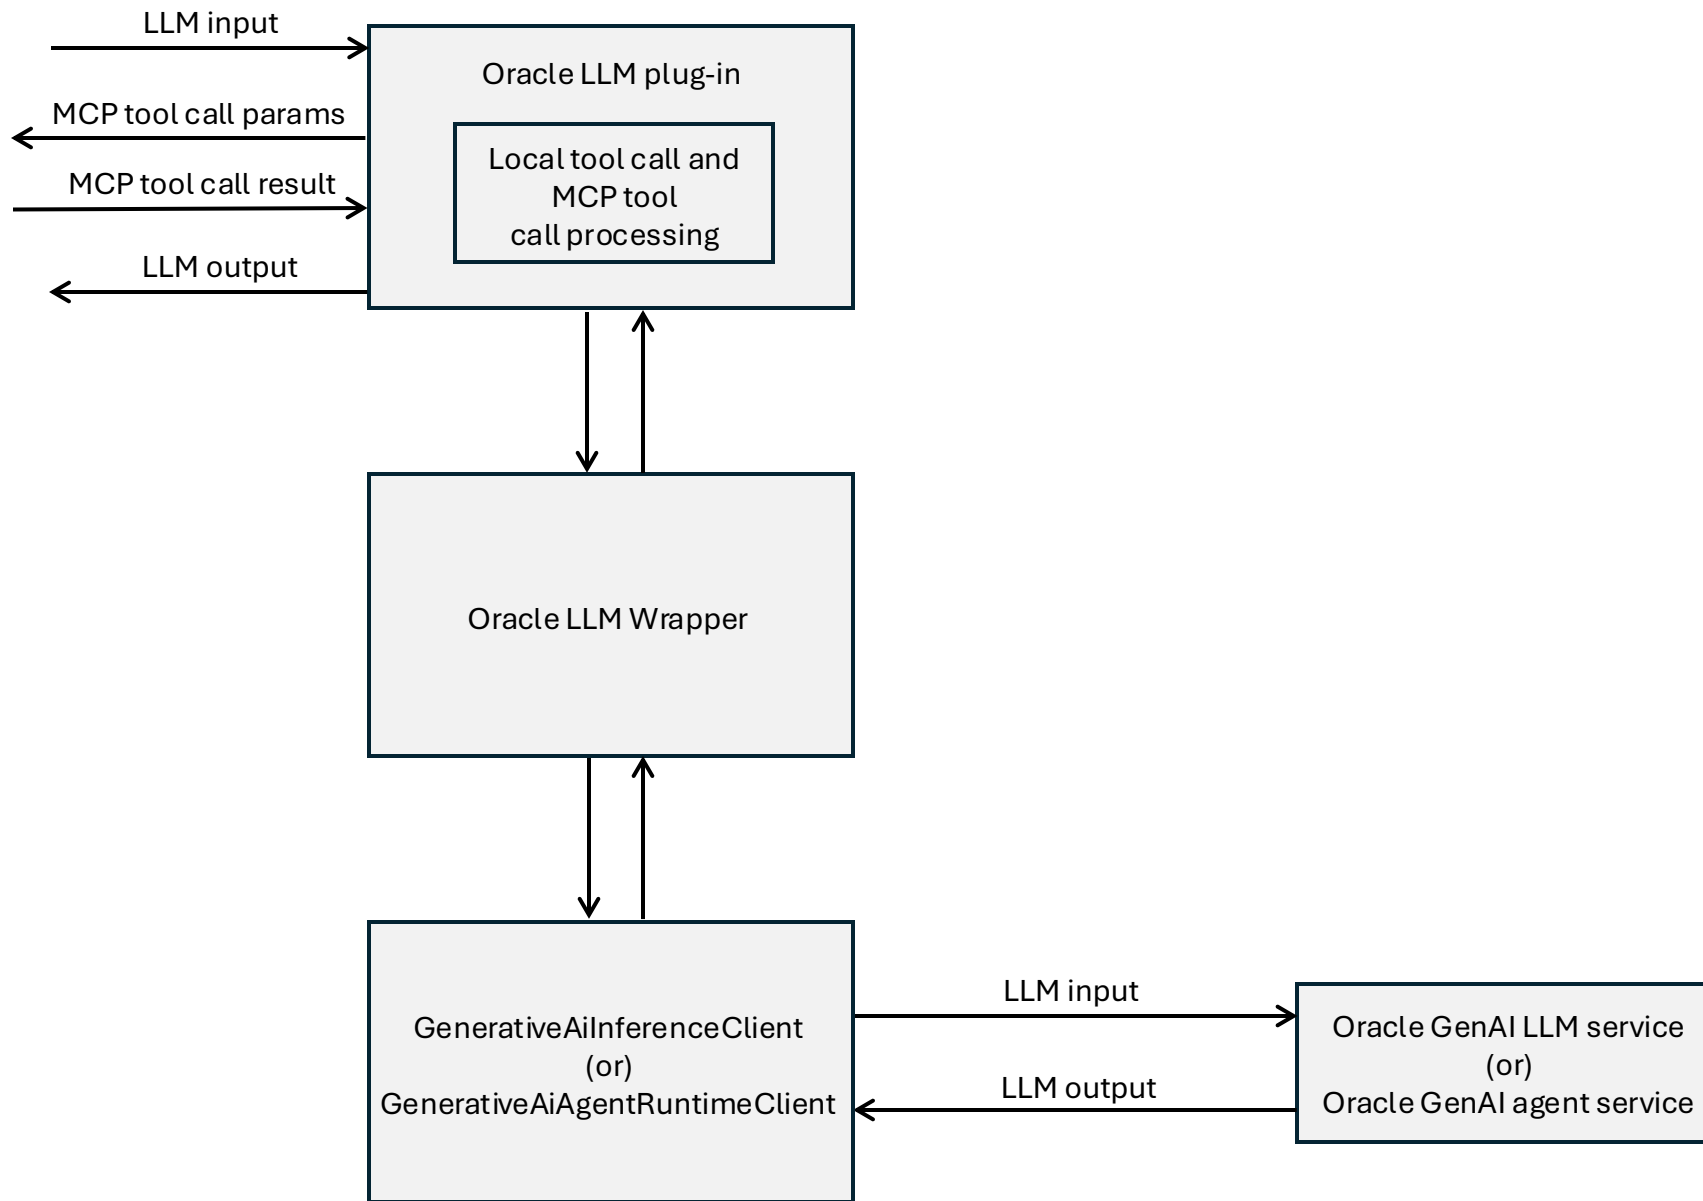 LLM input
Oracle LLM plug-in
MCP tool call params
Local tool call and
MCP tool
call processing
MCP tool call result
LLM output
Oracle LLM Wrapper
GenerativeAiInferenceClient
(or)
GenerativeAiAgentRuntimeClient
LLM input
LLM output
Oracle GenAI LLM service
(or)
Oracle GenAI agent service